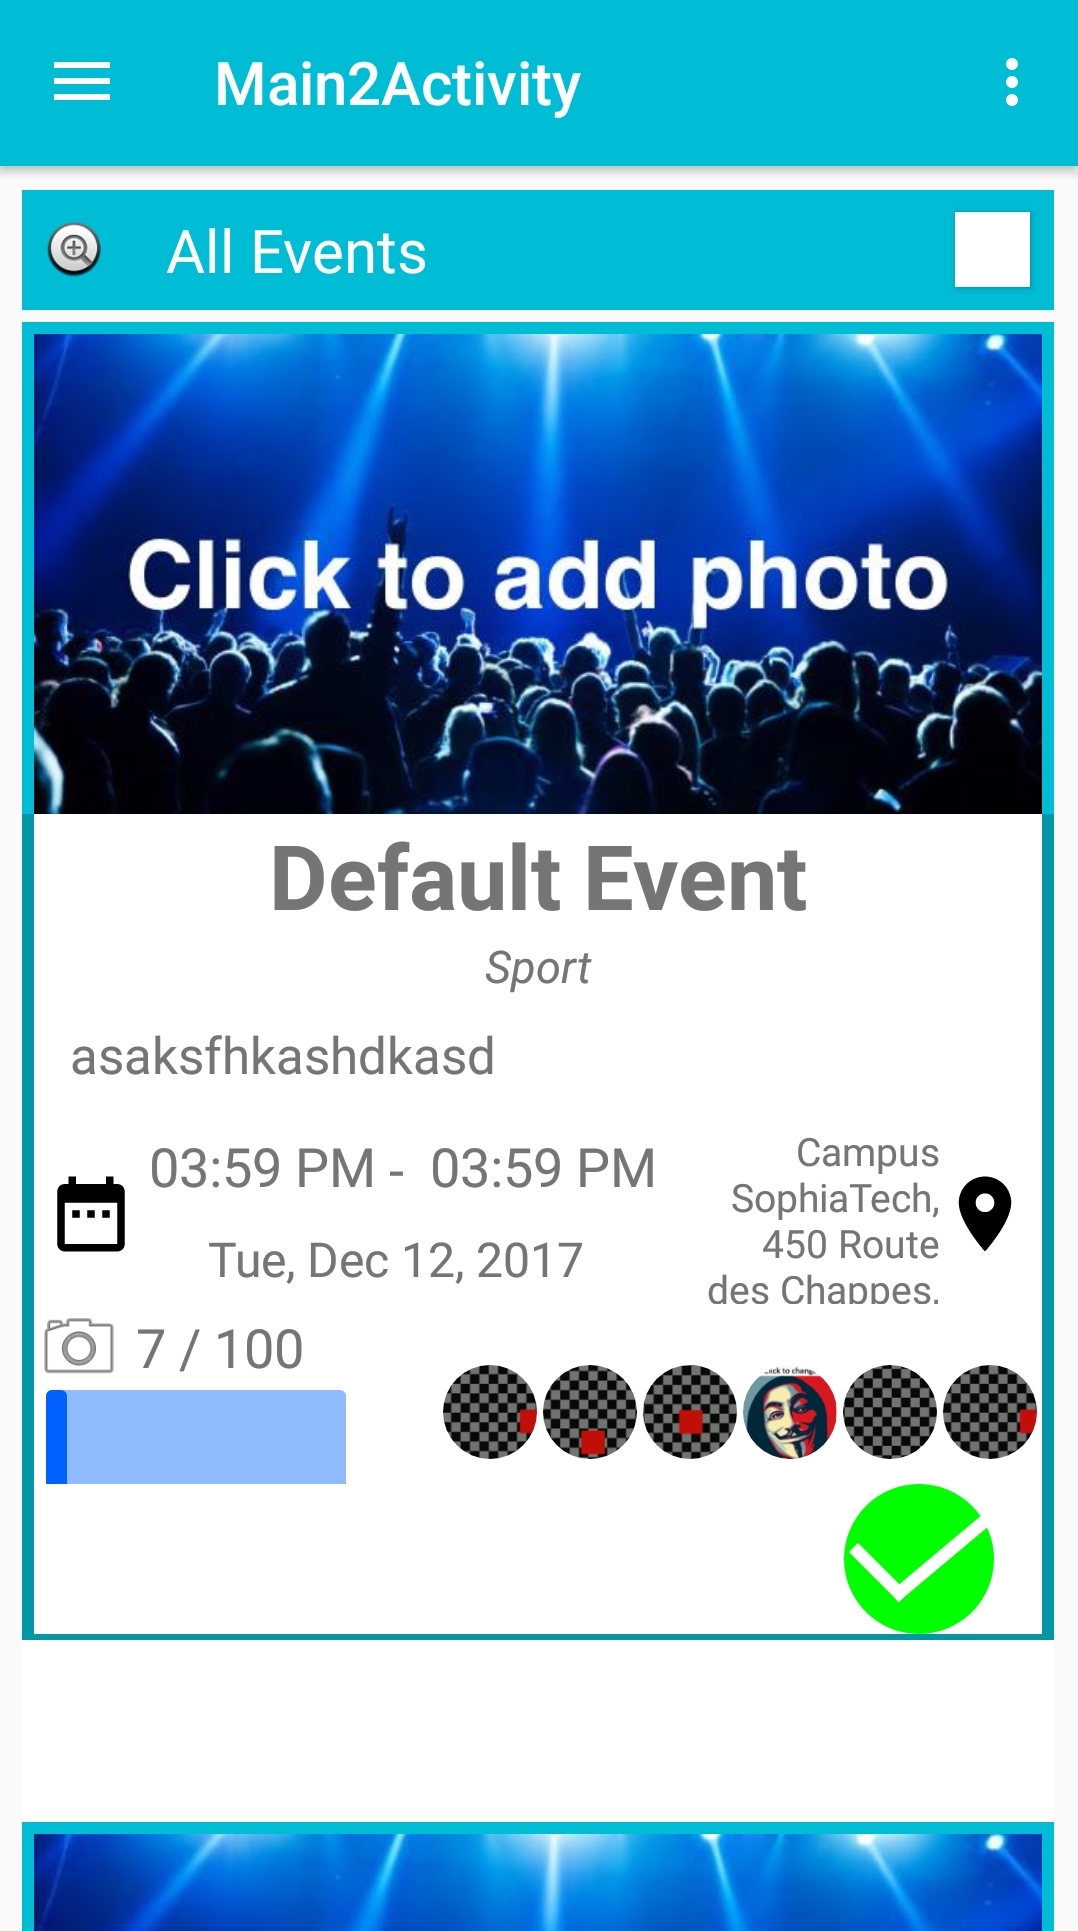 Main2Activity
All Events
Click to add photo
Default Event
Sport
asaksfhkashdkasd
03:59 PM - 03:59 PM
Tue, Dec 12, 2017
Campus
SophiaTech,
450 Route
des Chappes,
7 / 100